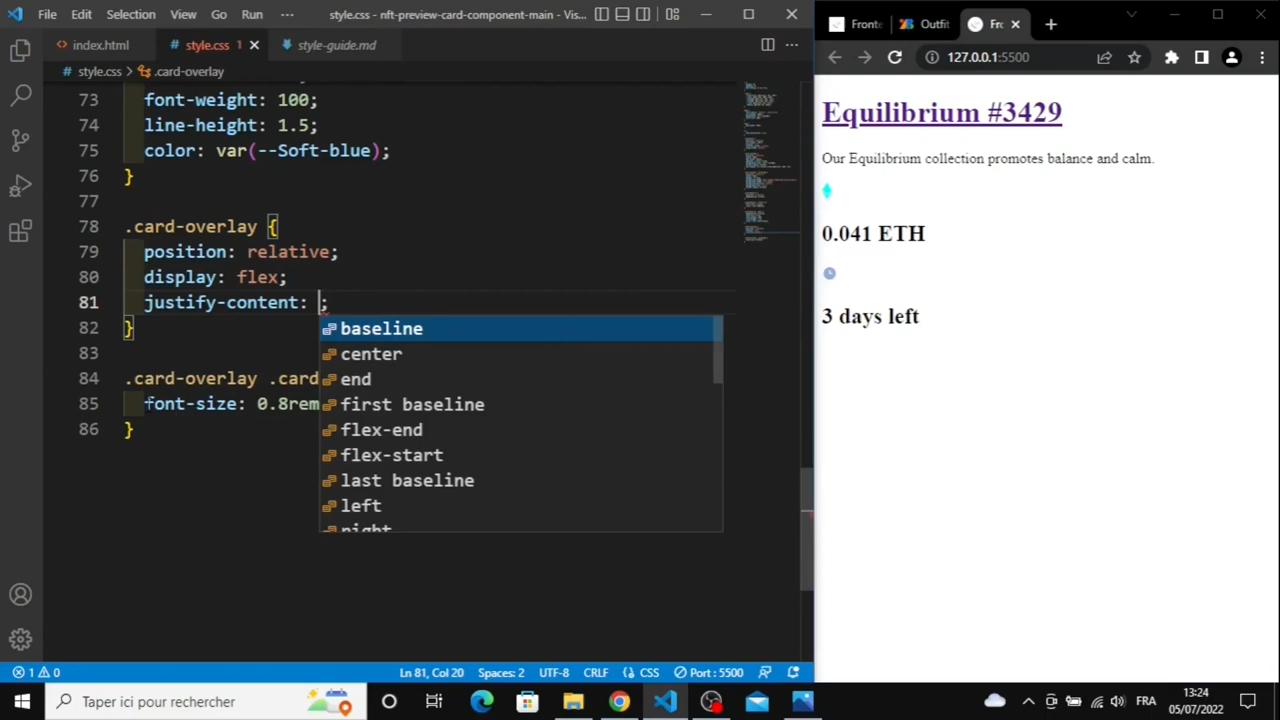 File Edit Selection View Go Run ··· style.css - nft-preview-card-component-main - Vis...
index.html style.css 1 style-guide.md
style.css > .card-overlay
73 font-weight: 100;
74 line-height: 1.5;
75 color: var(--Soft-blue);
76 }
77
78 .card-overlay {
79 position: relative;
80 display: flex;
81 justify-content: ;
82 }
83
84 .card-overlay .card
85 font-size: 0.8rem
86 }
baseline
center
end
first baseline
flex-end
flex-start
last baseline
left
right
1 0 Ln 81, Col 20 Spaces: 2 UTF-8 CRLF CSS Port : 5500
Fronte Outfit Fro
127.0.0.1:5500
Equilibrium #3429
Our Equilibrium collection promotes balance and calm.
0.041 ETH
3 days left
Taper ici pour rechercher
FRA
13:24
05/07/2022